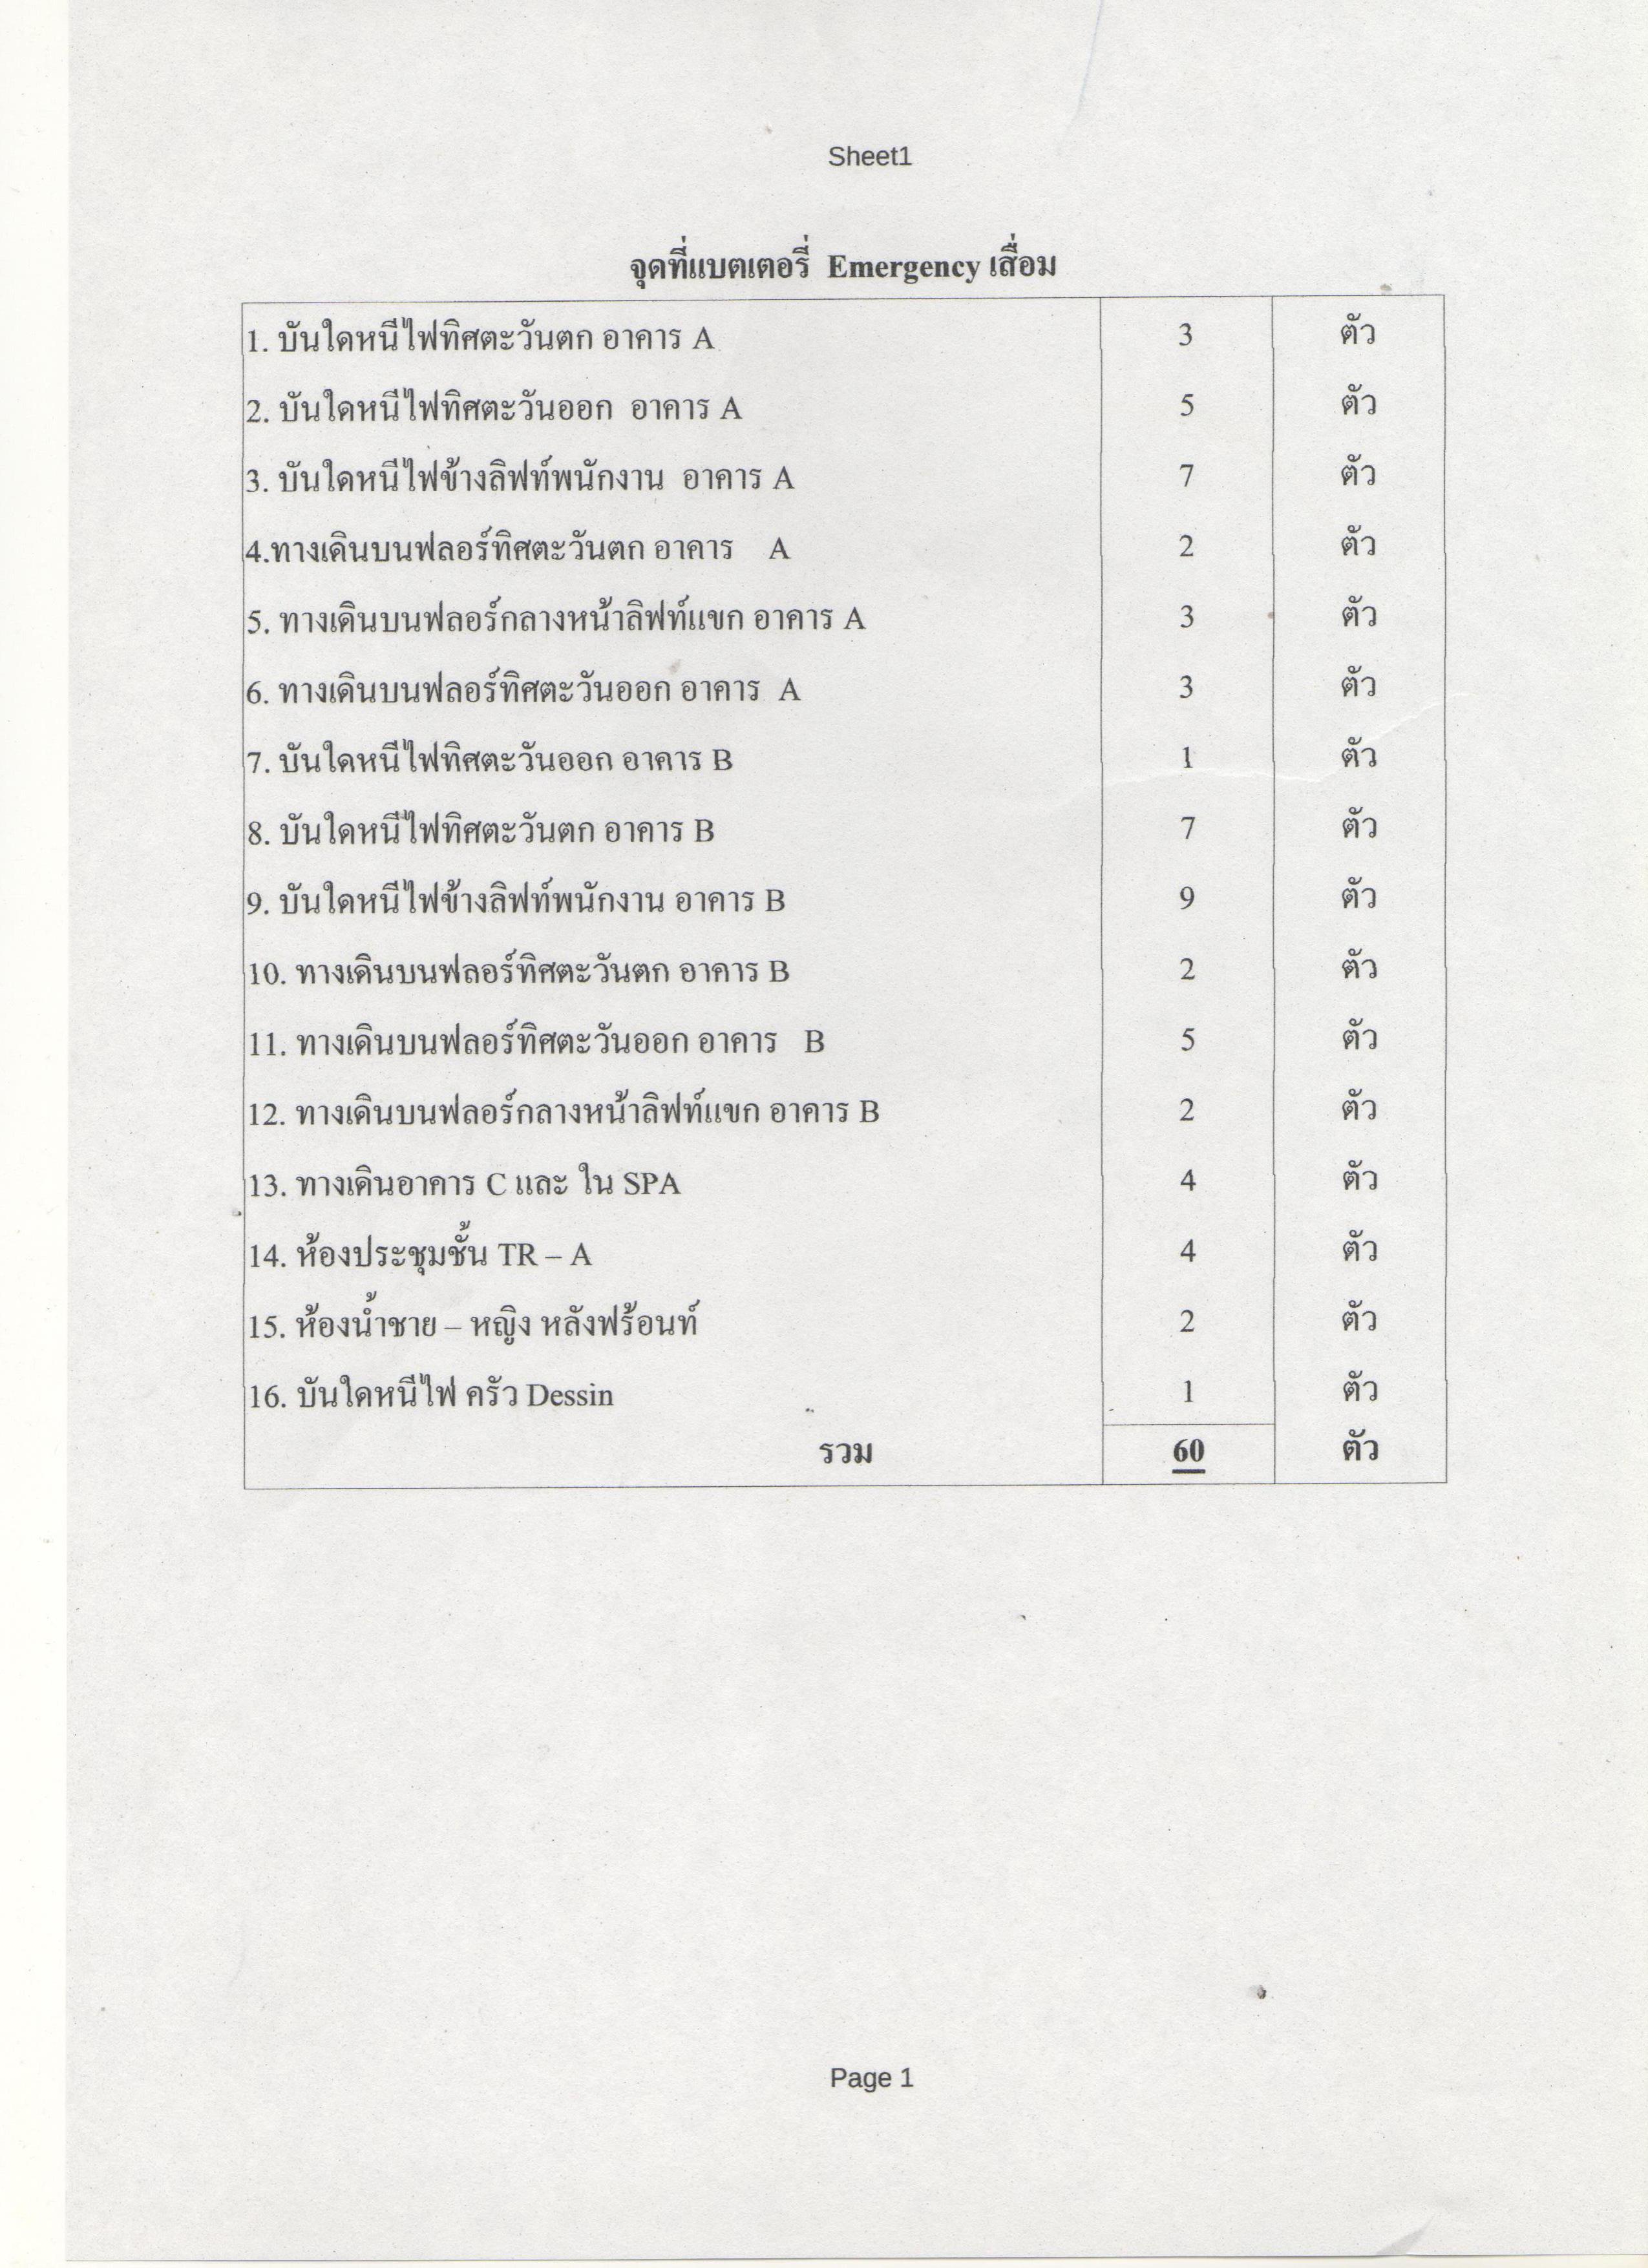 Sheet1
จุดที่แบตเตอรี่ Emergency เสื่อม
1. บันใดหนีไฟทิศตะวันตก อาคาร A 3 ตัว
2. บันใดหนีไฟทิศตะวันออก อาคาร A 5 ตัว
3. บันใดหนีไฟข้างลิฟท์พนักงาน อาคาร A 7 ตัว
4.ทางเดินบนฟลอร์ทิศตะวันตก อาคาร A 2 ตัว
5. ทางเดินบนฟลอร์กลางหน้าลิฟท์แขก อาคาร A 3 ตัว
6. ทางเดินบนฟลอร์ทิศตะวันออก อาคาร A 3 ตัว
7. บันใดหนีไฟทิศตะวันออก อาคาร B 1 ตัว
8. บันใดหนีไฟทิศตะวันตก อาคาร B 7 ตัว
9. บันใดหนีไฟข้างลิฟท์พนักงาน อาคาร B 9 ตัว
10. ทางเดินบนฟลอร์ทิศตะวันตก อาคาร B 2 ตัว
11. ทางเดินบนฟลอร์ทิศตะวันออก อาคาร B 5 ตัว
12. ทางเดินบนฟลอร์กลางหน้าลิฟท์แขก อาคาร B 2 ตัว
13. ทางเดินอาคาร C และ ใน SPA 4 ตัว
14. ห้องประชุมชั้น TR – A 4 ตัว
15. ห้องน้ำชาย – หญิง หลังฟร้อนท์ 2 ตัว
16. บันใดหนีไฟ ครัว Dessin 1 ตัว
รวม 60 ตัว
Page 1